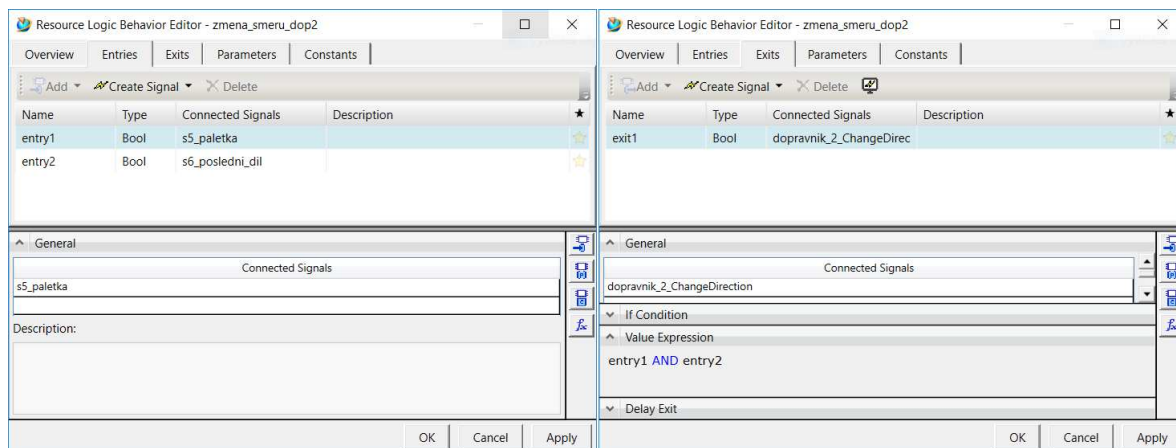 Resource Logic Behavior Editor - zmena_smeru_dop2
Overview Entries Exits Parameters Constants
Add Create Signal Delete
Name Type Connected Signals Description
entry1 Bool s5_paletka
entry2 Bool s6_posledni_dil
General
Connected Signals
s5_paletka
Description:
OK Cancel Apply
Resource Logic Behavior Editor - zmena_smeru_dop2
Overview Entries Exits Parameters Constants
Add Create Signal Delete
Name Type Connected Signals Description
exit1 Bool dopravnik_2_ChangeDirec
General
Connected Signals
dopravnik_2_ChangeDirection
If Condition
Value Expression
entry1 AND entry2
Delay Exit
OK Cancel Apply